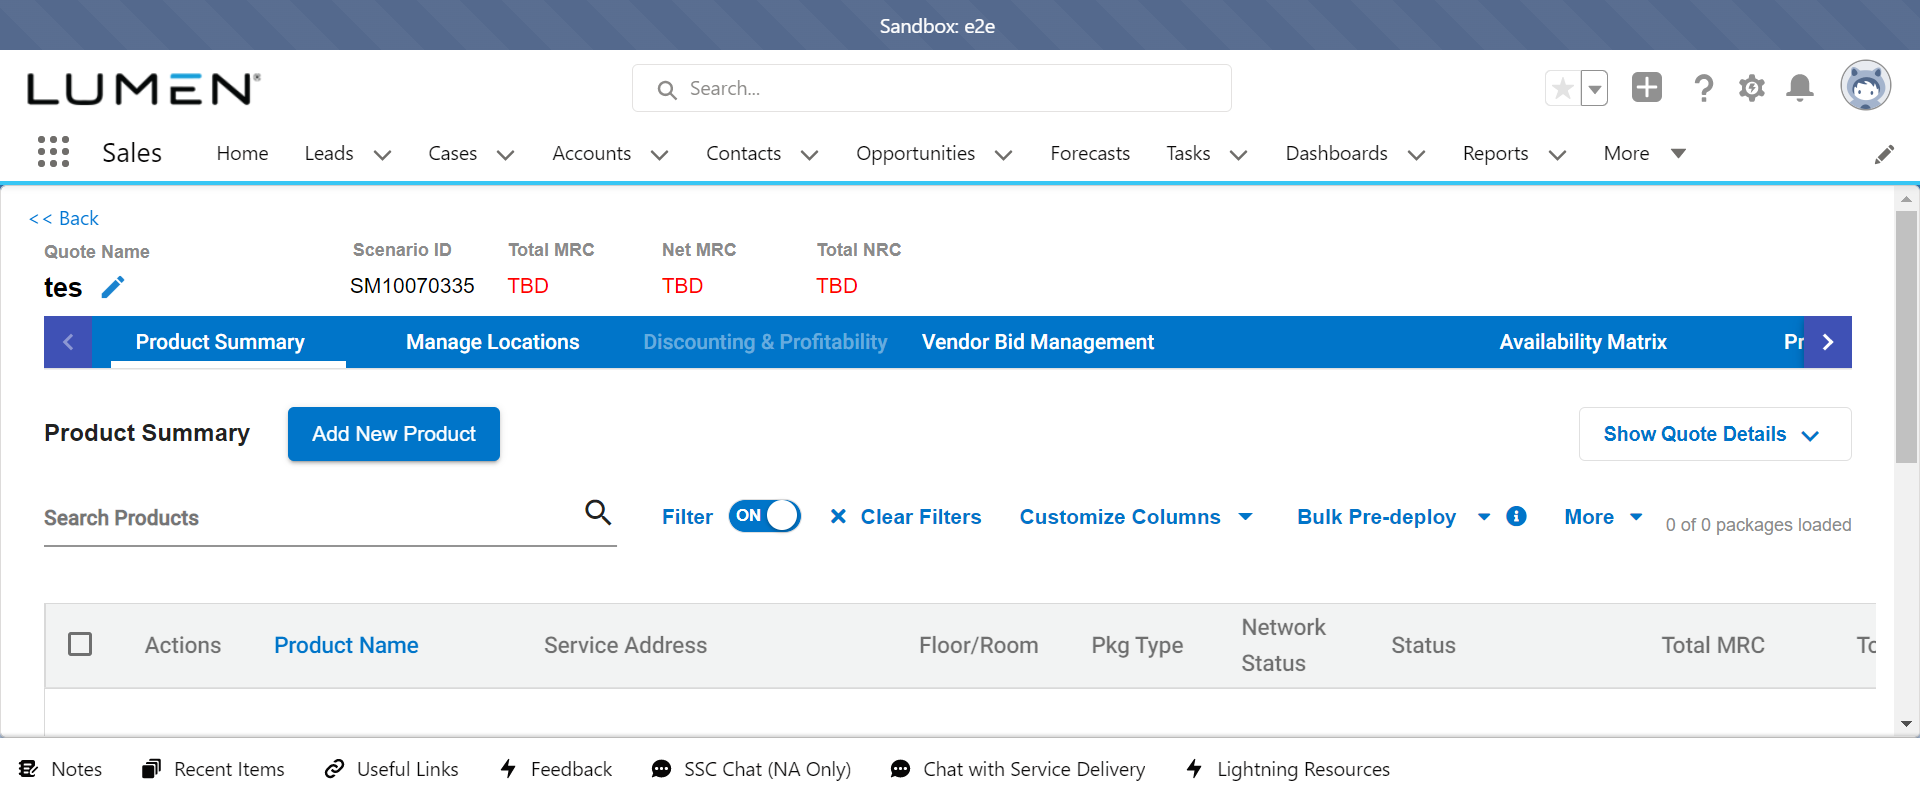 Sandbox: e2e
LUMEN
Search...
Sales Home Leads Cases Accounts Contacts Opportunities Forecasts Tasks Dashboards Reports More
<< Back
Quote Name Scenario ID Total MRC Net MRC Total NRC
tes SM10070335 TBD TBD TBD
Product Summary Manage Locations Discounting & Profitability Vendor Bid Management Availability Matrix Pr
Product Summary Add New Product Show Quote Details
Search Products Filter ON Clear Filters Customize Columns Bulk Pre-deploy More 0 of 0 packages loaded
Actions Product Name Service Address Floor/Room Pkg Type Network Status Status Total MRC To
Notes Recent Items Useful Links Feedback SSC Chat (NA Only) Chat with Service Delivery Lightning Resources